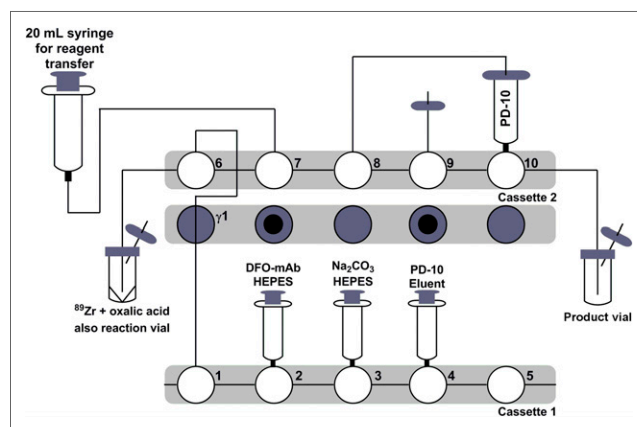 20 mL syringe
for reagent
transfer
PD-10
6
7
8
9
10
Cassette 2
γ1
DFO-mAb
HEPES
Na₂CO₃
HEPES
PD-10
Eluent
⁸⁹Zr + oxalic acid
also reaction vial
Product vial
1
2
3
4
5
Cassette 1